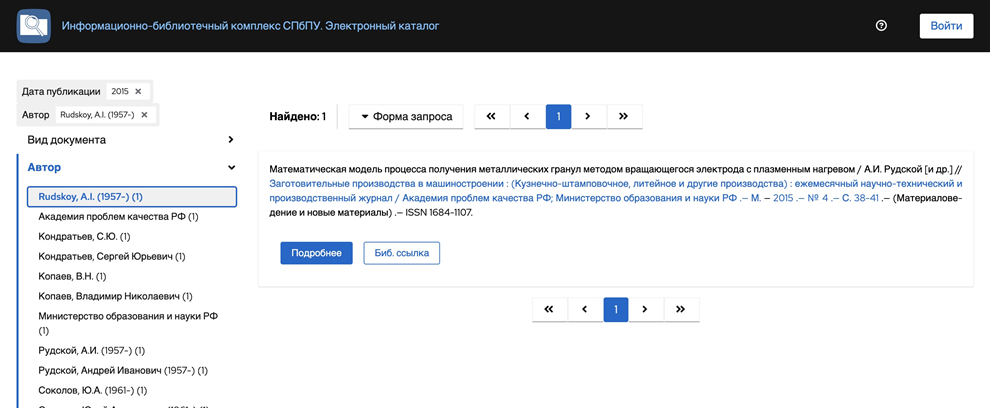 Информационно-библиотечный комплекс СПбПУ. Электронный каталог
Войти
Дата публикации 2015
Автор Rudskoy, A.I. (1957-)
Вид документа
Автор
Rudskoy, A.I. (1957-) (1)
Академия проблем качества РФ (1)
Кондратьев, С.Ю. (1)
Кондратьев, Сергей Юрьевич (1)
Копаев, В.Н. (1)
Копаев, Владимир Николаевич (1)
Министерство образования и науки РФ
(1)
Рудской, А.И. (1957-) (1)
Рудской, Андрей Иванович (1957-) (1)
Соколов, Ю.А. (1961-) (1)
Найдено: 1
Форма запроса
1
Математическая модель процесса получения металлических гранул методом вращающегося электрода с плазменным нагревом / А.И. Рудской [и др.] //
Заготовительные производства в машиностроении : (Кузнечно-штамповочное, литейное и другие производства) : ежемесячный научно-технический и
производственный журнал / Академия проблем качества РФ; Министерство образования и науки РФ .– М. – 2015 .– № 4 .– С. 38-41 .– (Материалове-
дение и новые материалы) .– ISSN 1684-1107.
Подробнее
Биб. ссылка
1